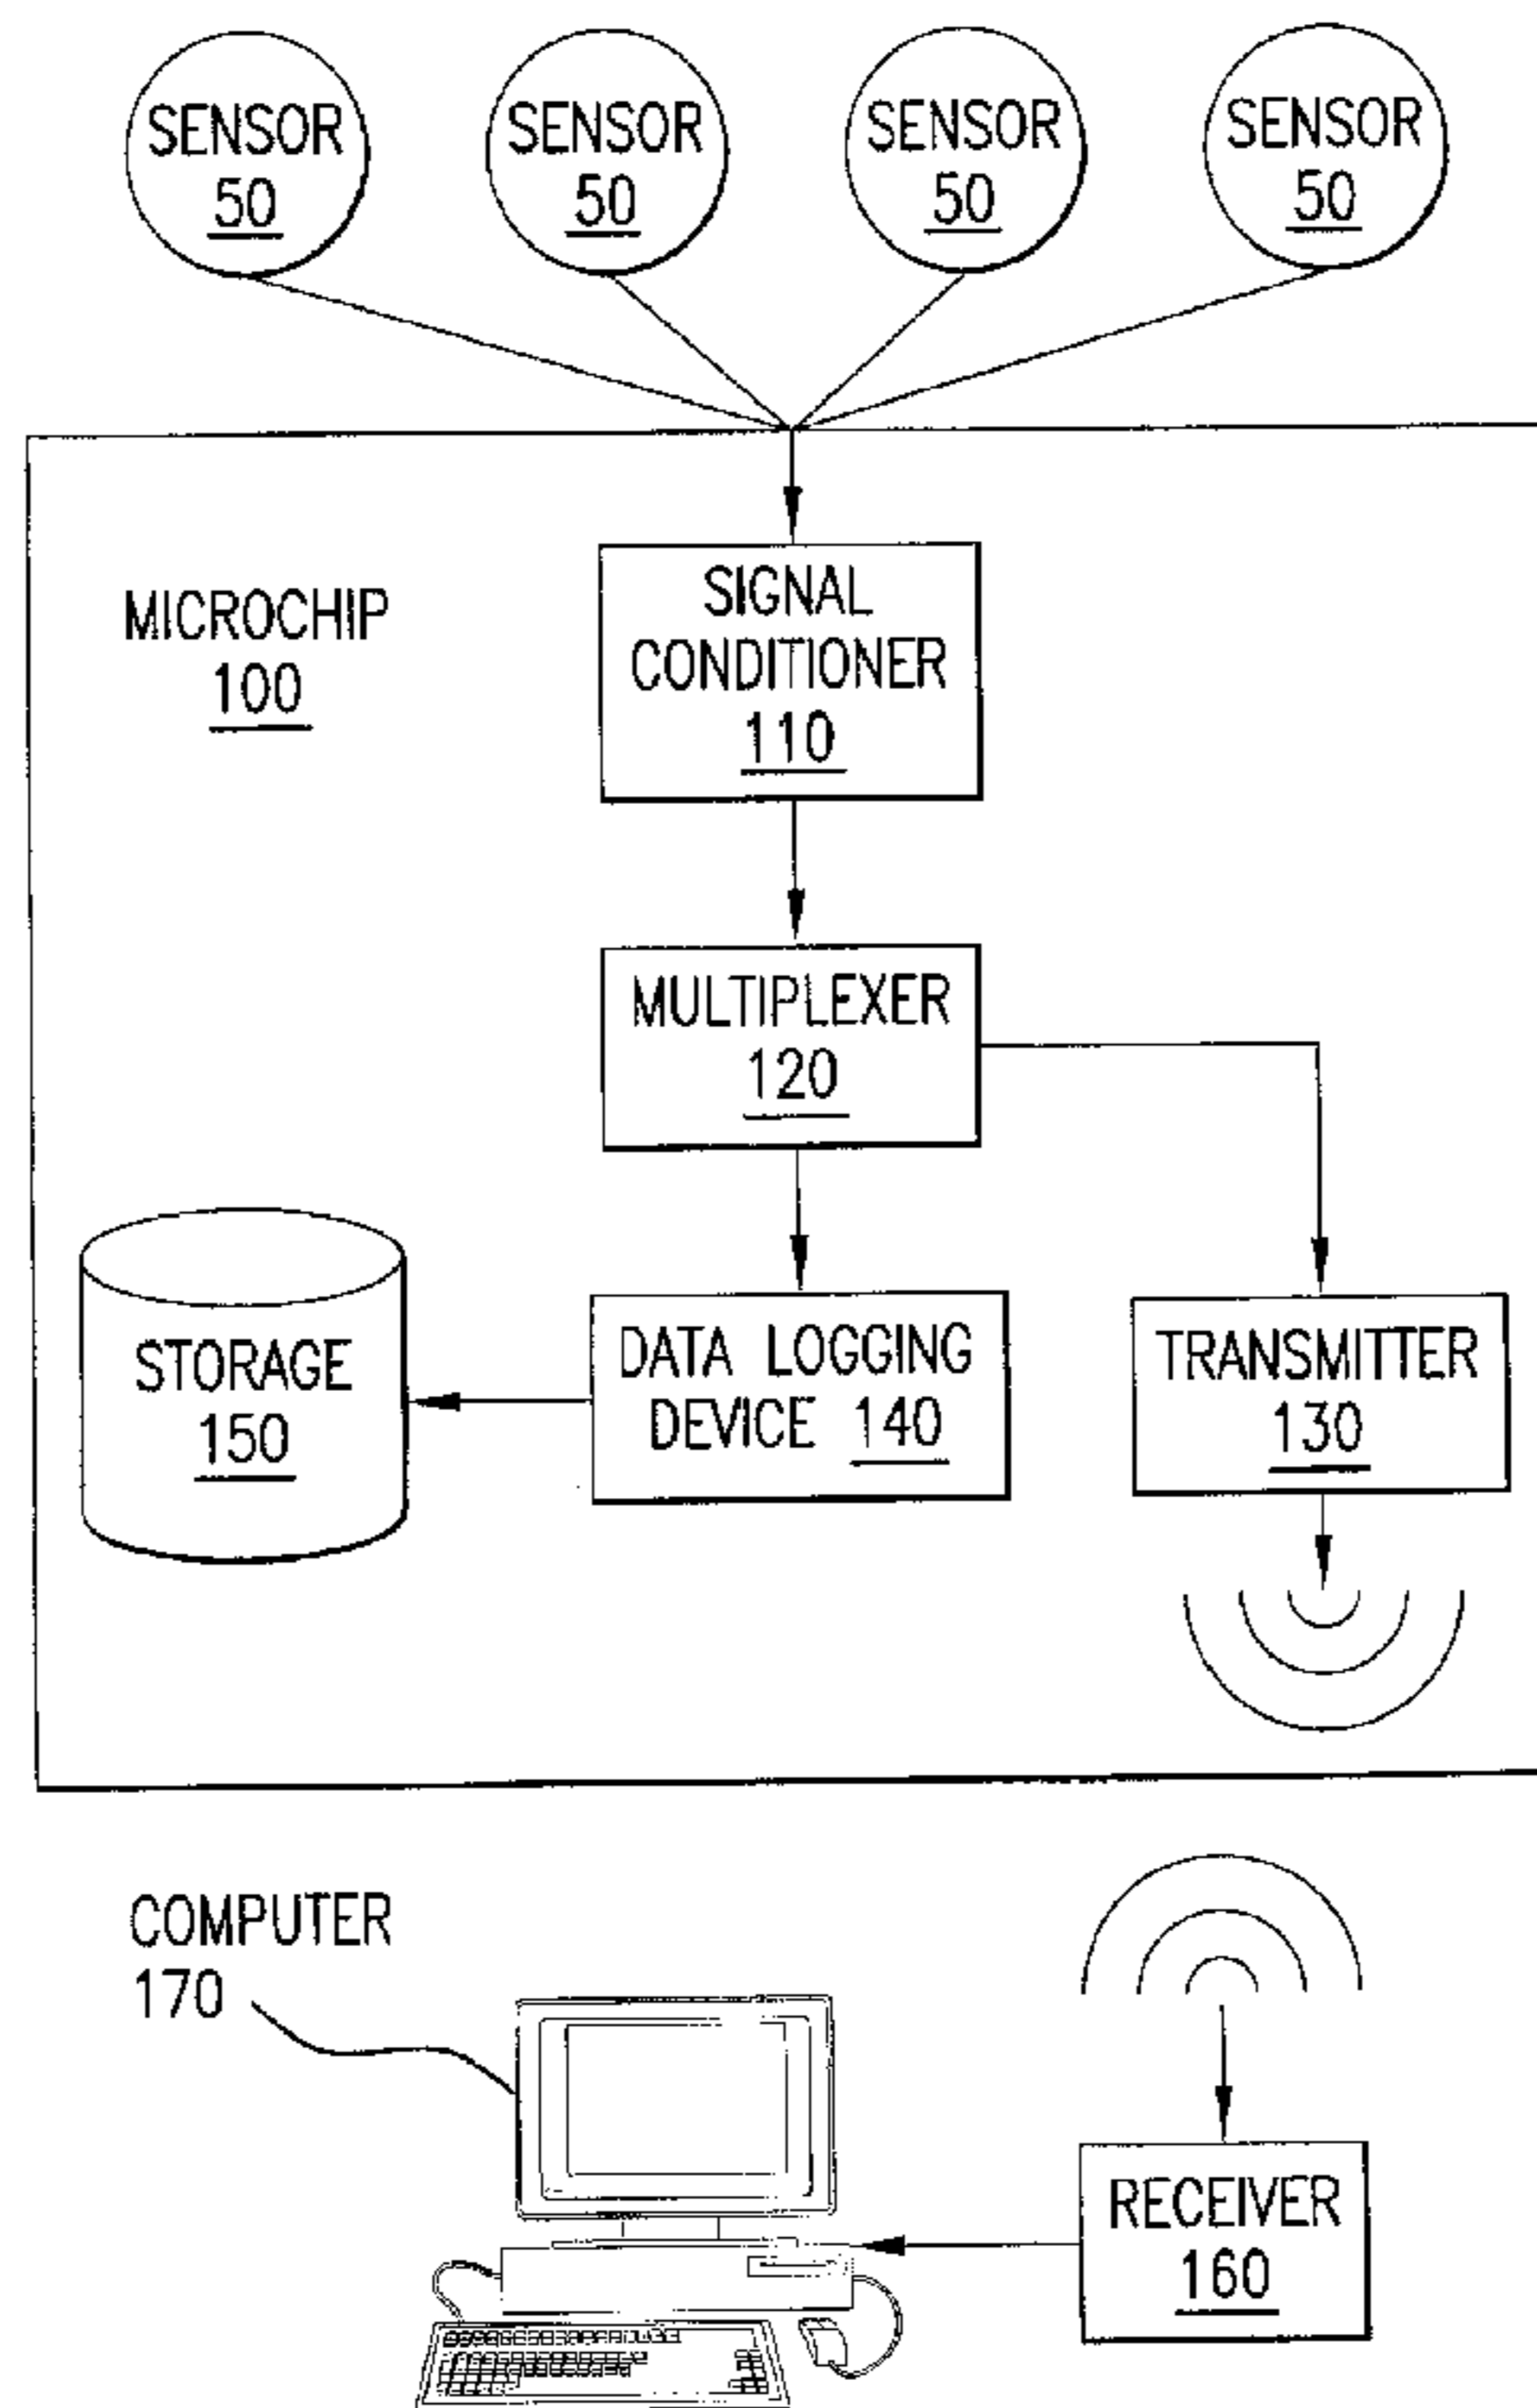 SENSOR
50
SENSOR
50
SENSOR
50
SENSOR
50
MICROCHIP
100
SIGNAL
CONDITIONER
110
MULTIPLEXER
120
STORAGE
150
DATA LOGGING
DEVICE 140
TRANSMITTER
130
COMPUTER
170
RECEIVER
160